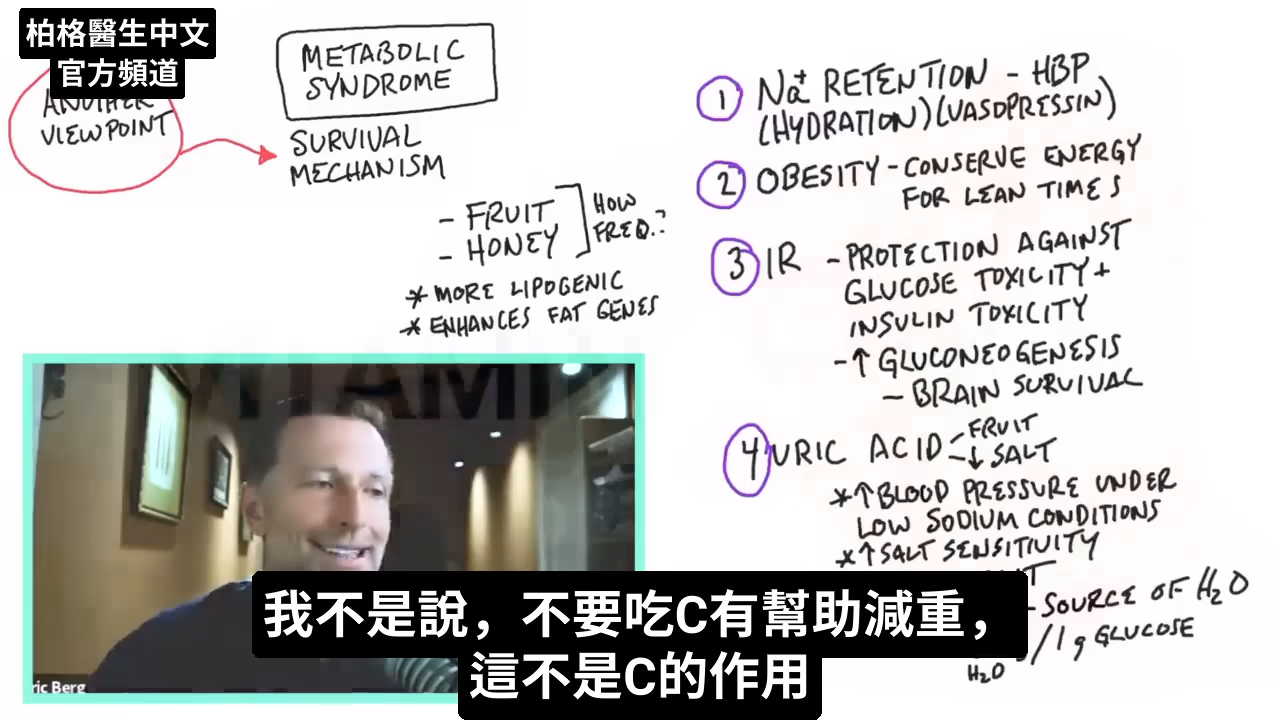 柏格醫生中文
官方頻道
ANOTHER
VIEWPOINT
METABOLIC
SYNDROME
SURVIVAL
MECHANISM
- FRUIT
- HONEY
HOW
FREQ.?
* MORE LIPOGENIC
* ENHANCES FAT GENES
① Na+ RETENTION - HBP
(HYDRATION) (VASOPRESSIN)
② OBESITY - CONSERVE ENERGY
FOR LEAN TIMES
③ IR - PROTECTION AGAINST
GLUCOSE TOXICITY +
INSULIN TOXICITY
- ↑ GLUCONEOGENESIS
- BRAIN SURVIVAL
④ URIC ACID - FRUIT
- ↓ SALT
* ↑ BLOOD PRESSURE UNDER
LOW SODIUM CONDITIONS
* ↑ SALT SENSITIVITY
- SOURCE OF H2O
H2O / 1g GLUCOSE
VITAMIN
ric Berg
我不是說，不要吃C有幫助減重，
這不是C的作用